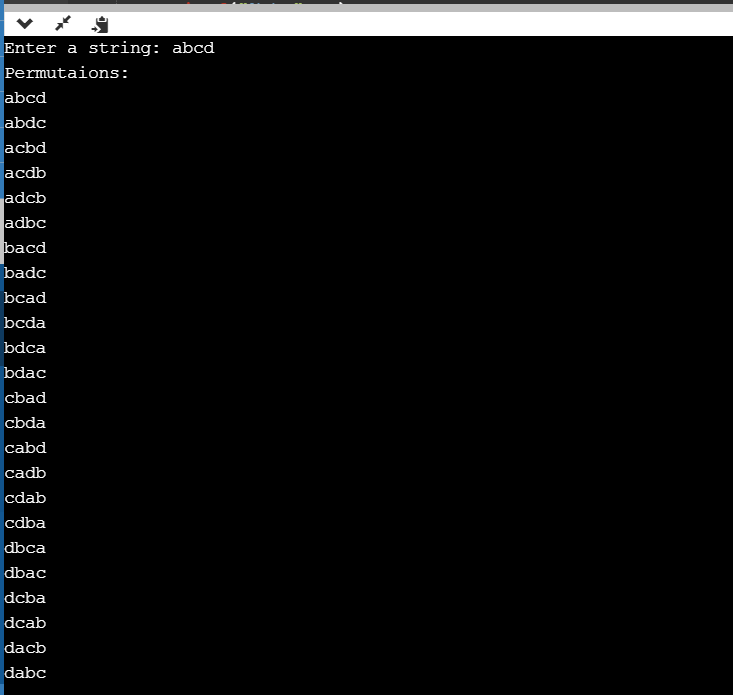 Enter a string: abcd
Permutaions:
abcd
abdc
acbd
acdb
adcb
adbc
bacd
badc
bcad
bcda
bdca
bdac
cbad
cbda
cabd
cadb
cdab
cdba
dbca
dbac
dcba
dcab
dacb
dabc